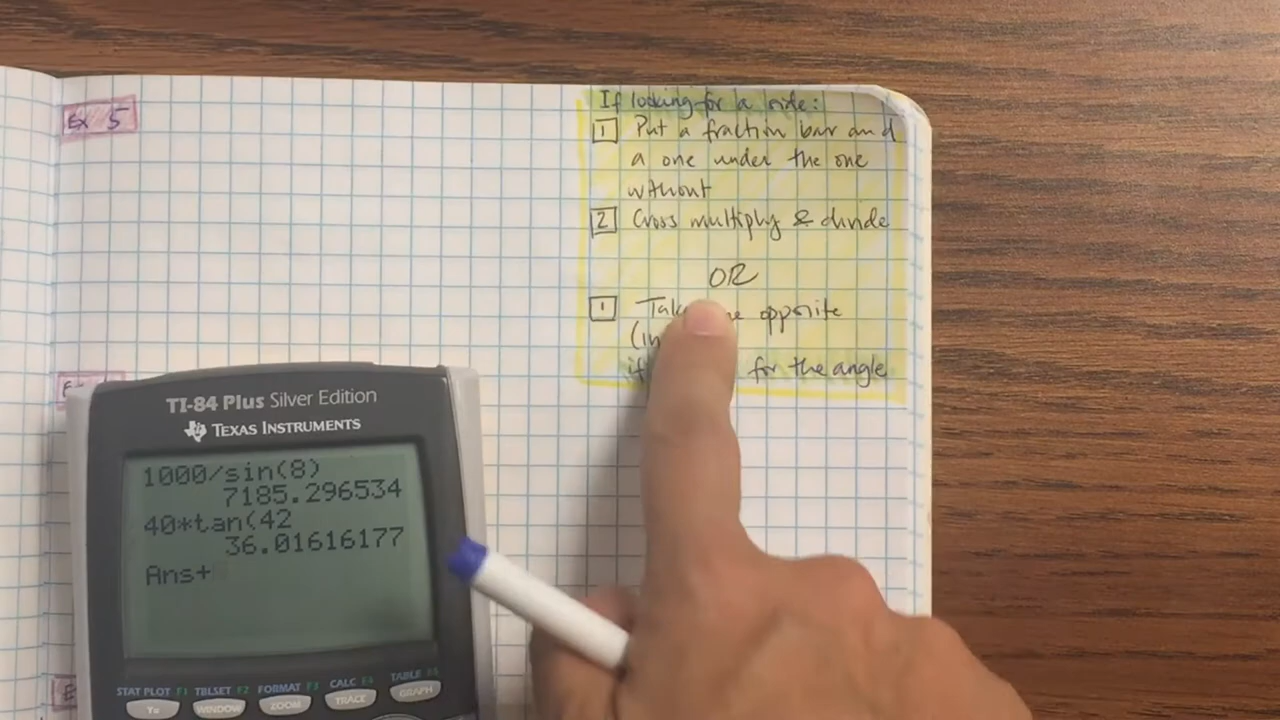 Ex 5
If looking for a side:
1 Put a fraction bar and
a one under the one
without
2 Cross multiply & divide
OR
1 opposite
for the angle
TI-84 Plus Silver Edition
TEXAS INSTRUMENTS
1000/sin(8)
7185.296534
40*tan(42
36.01616177
Ans+
STAT PLOT F1 TBLSET F2 FORMAT F3 CALC F4 TABLE F5
Y= WINDOW ZOOM TRACE GRAPH